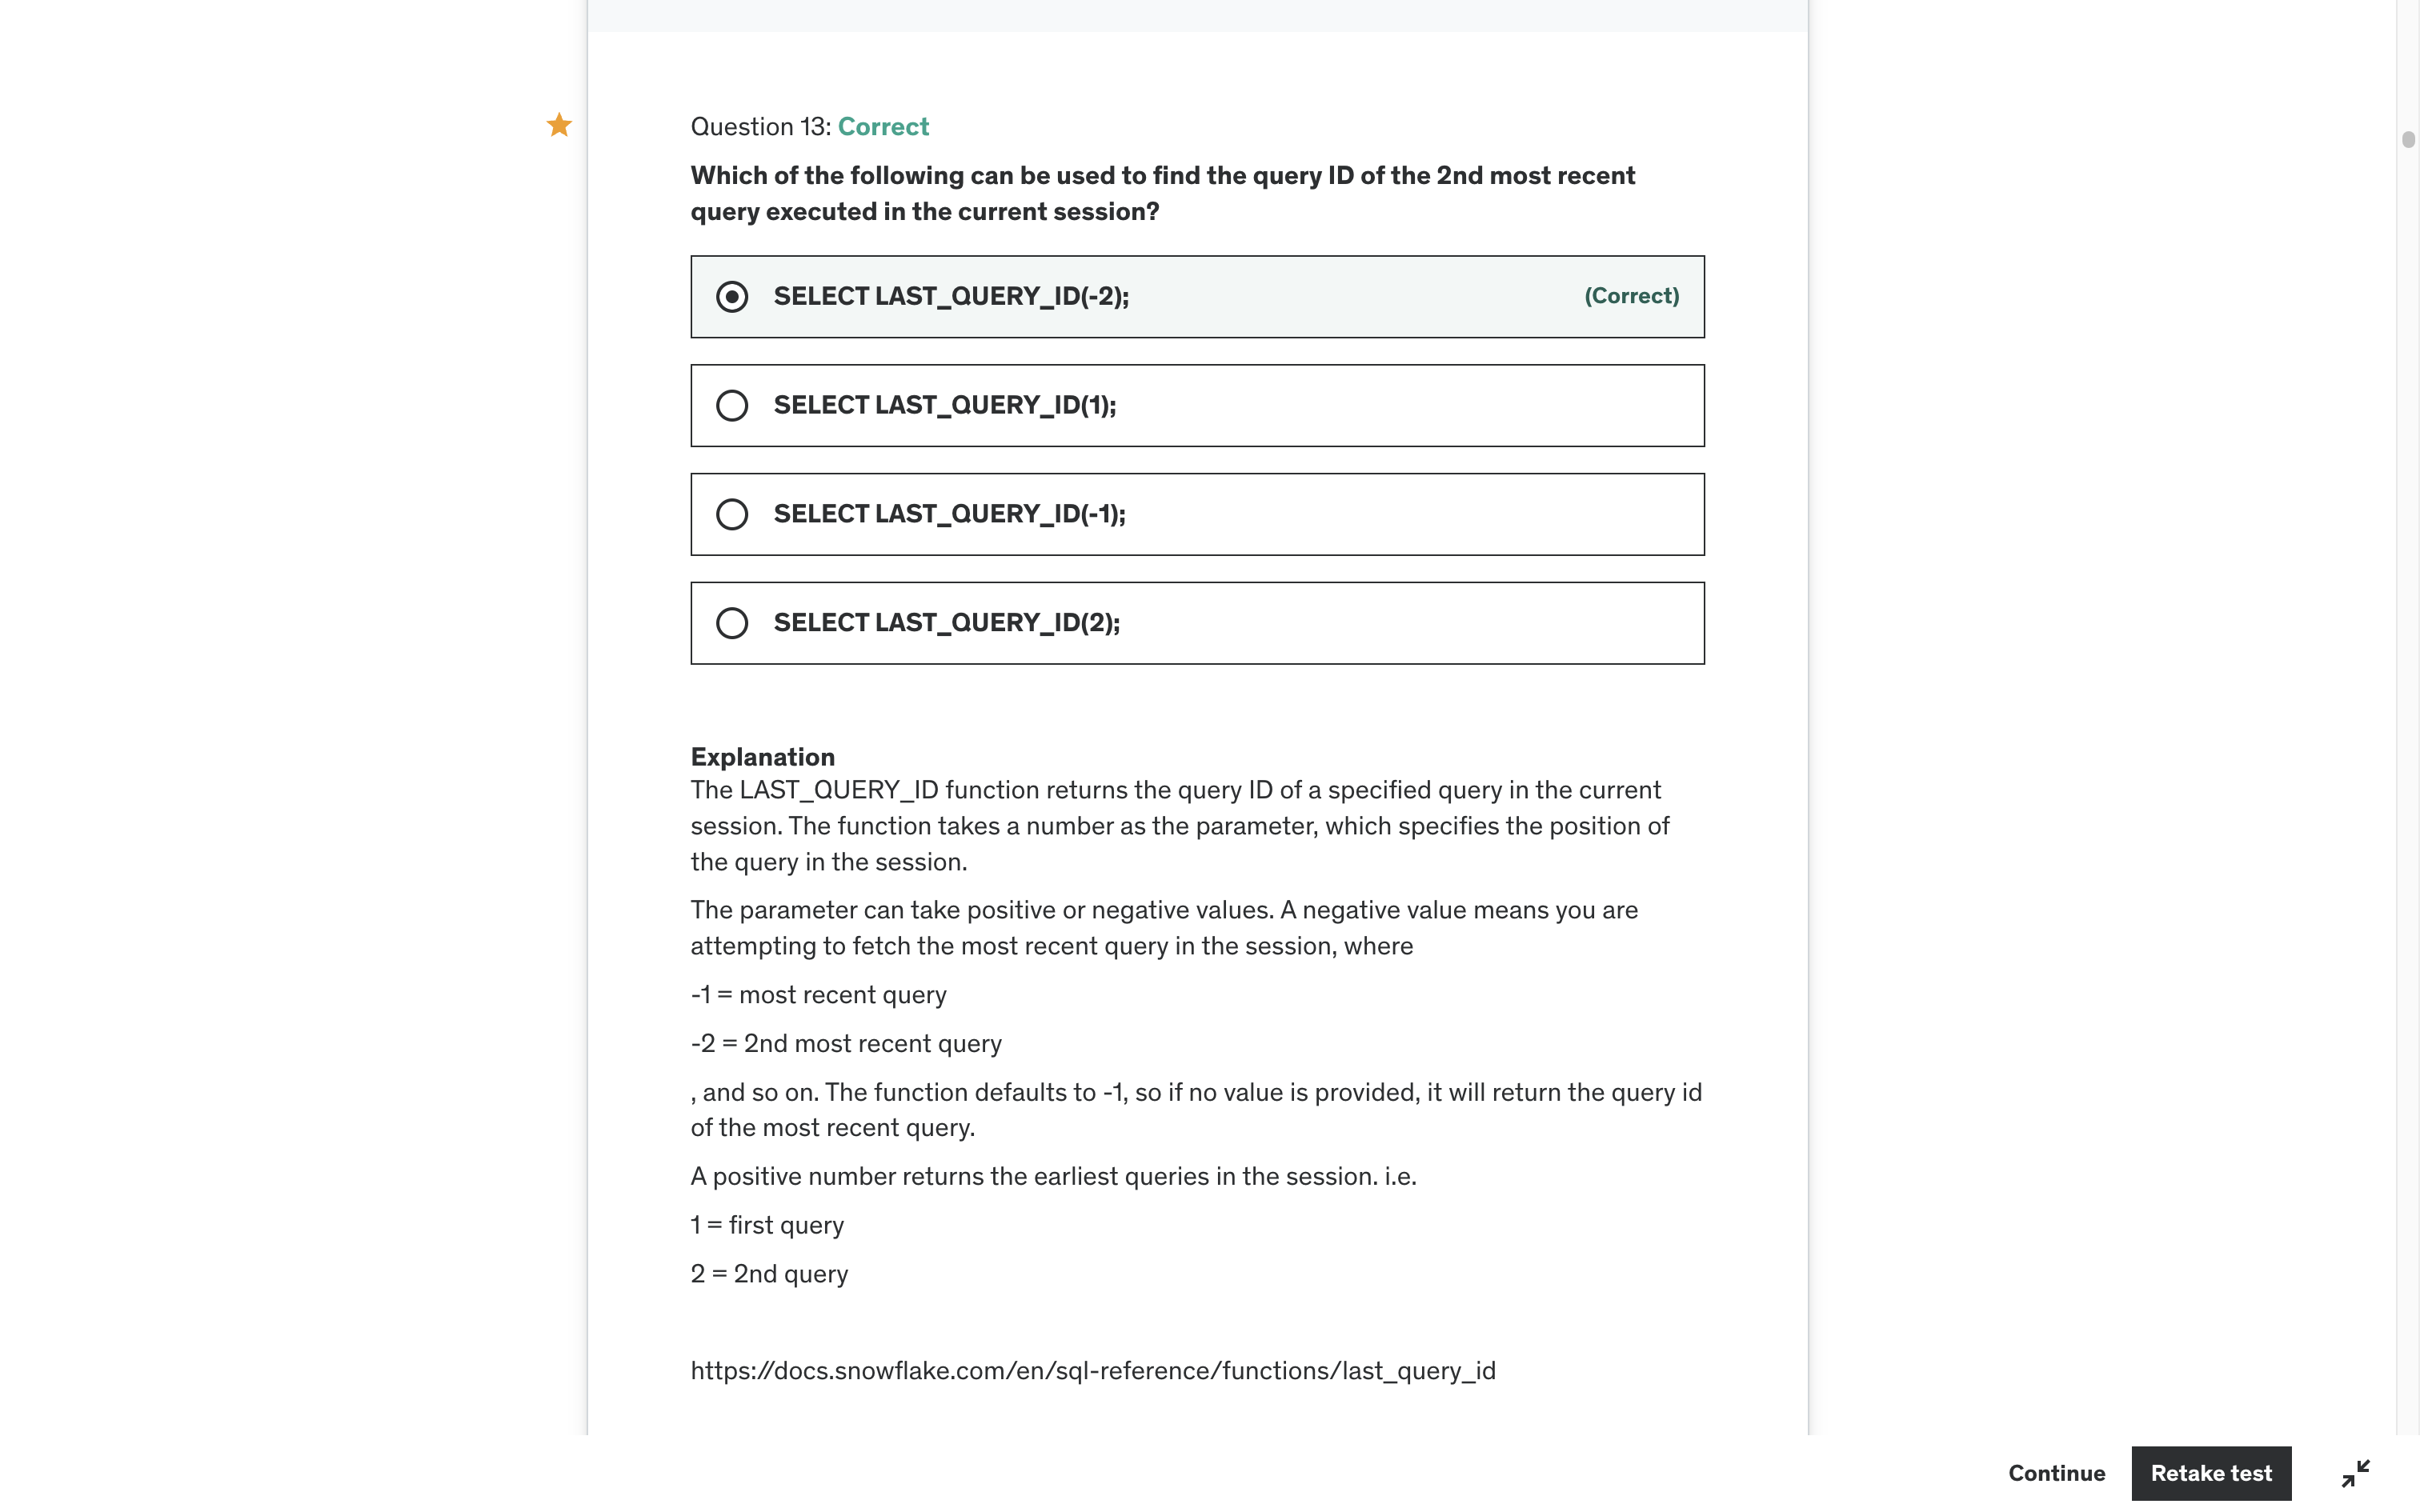 Question 13: Correct
Which of the following can be used to find the query ID of the 2nd most recent
query executed in the current session?
SELECT LAST_QUERY_ID(-2); (Correct)
SELECT LAST_QUERY_ID(1);
SELECT LAST_QUERY_ID(-1);
SELECT LAST_QUERY_ID(2);
Explanation
The LAST_QUERY_ID function returns the query ID of a specified query in the current
session. The function takes a number as the parameter, which specifies the position of
the query in the session.
The parameter can take positive or negative values. A negative value means you are
attempting to fetch the most recent query in the session, where
-1 = most recent query
-2 = 2nd most recent query
, and so on. The function defaults to -1, so if no value is provided, it will return the query id
of the most recent query.
A positive number returns the earliest queries in the session. i.e.
1 = first query
2 = 2nd query
https://docs.snowflake.com/en/sql-reference/functions/last_query_id
Continue Retake test